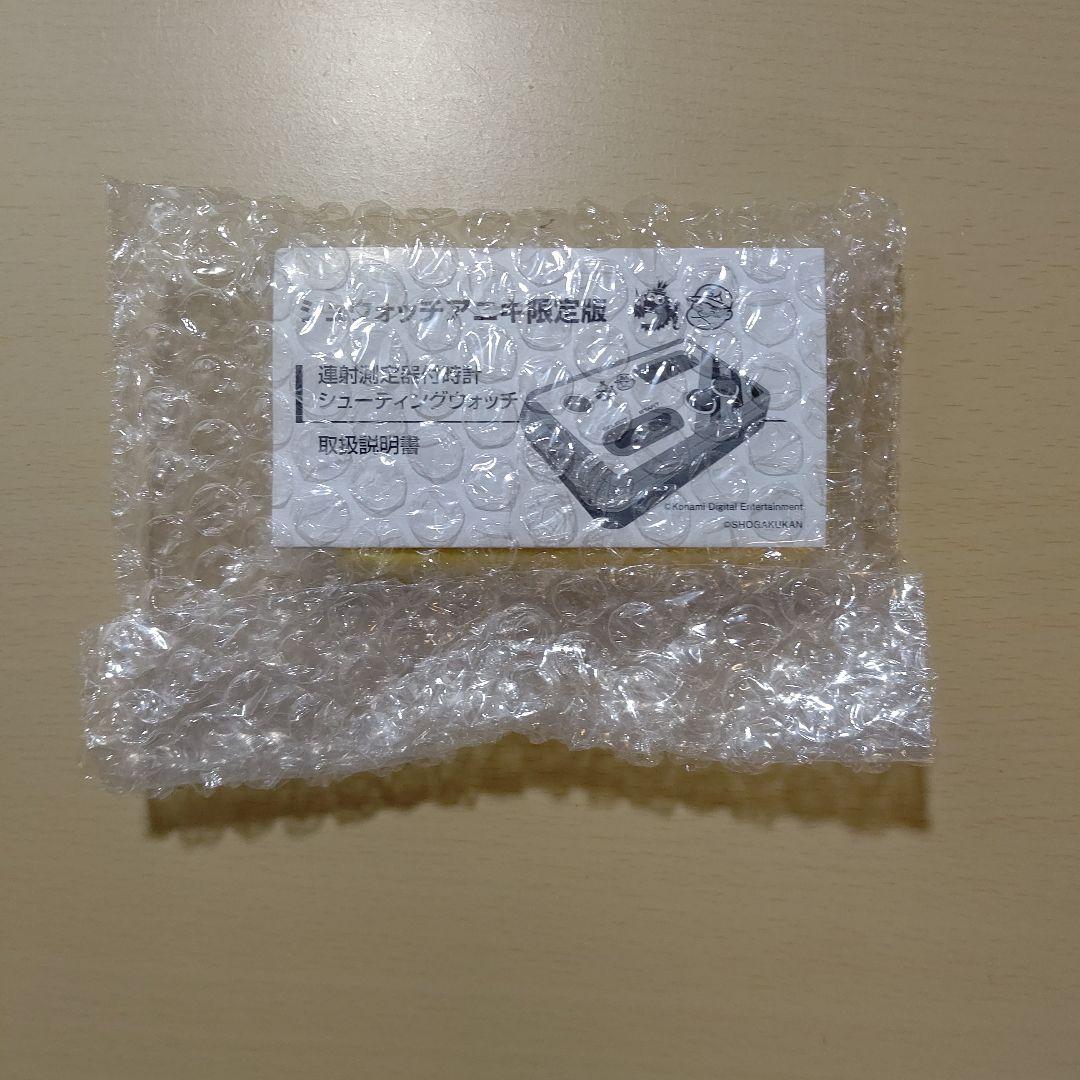 シュウォッチアニキ限定版
連射測定器付時計
シューティングウォッチ
取扱説明書
©Konami Digital Entertainment
©SHOGAKUKAN